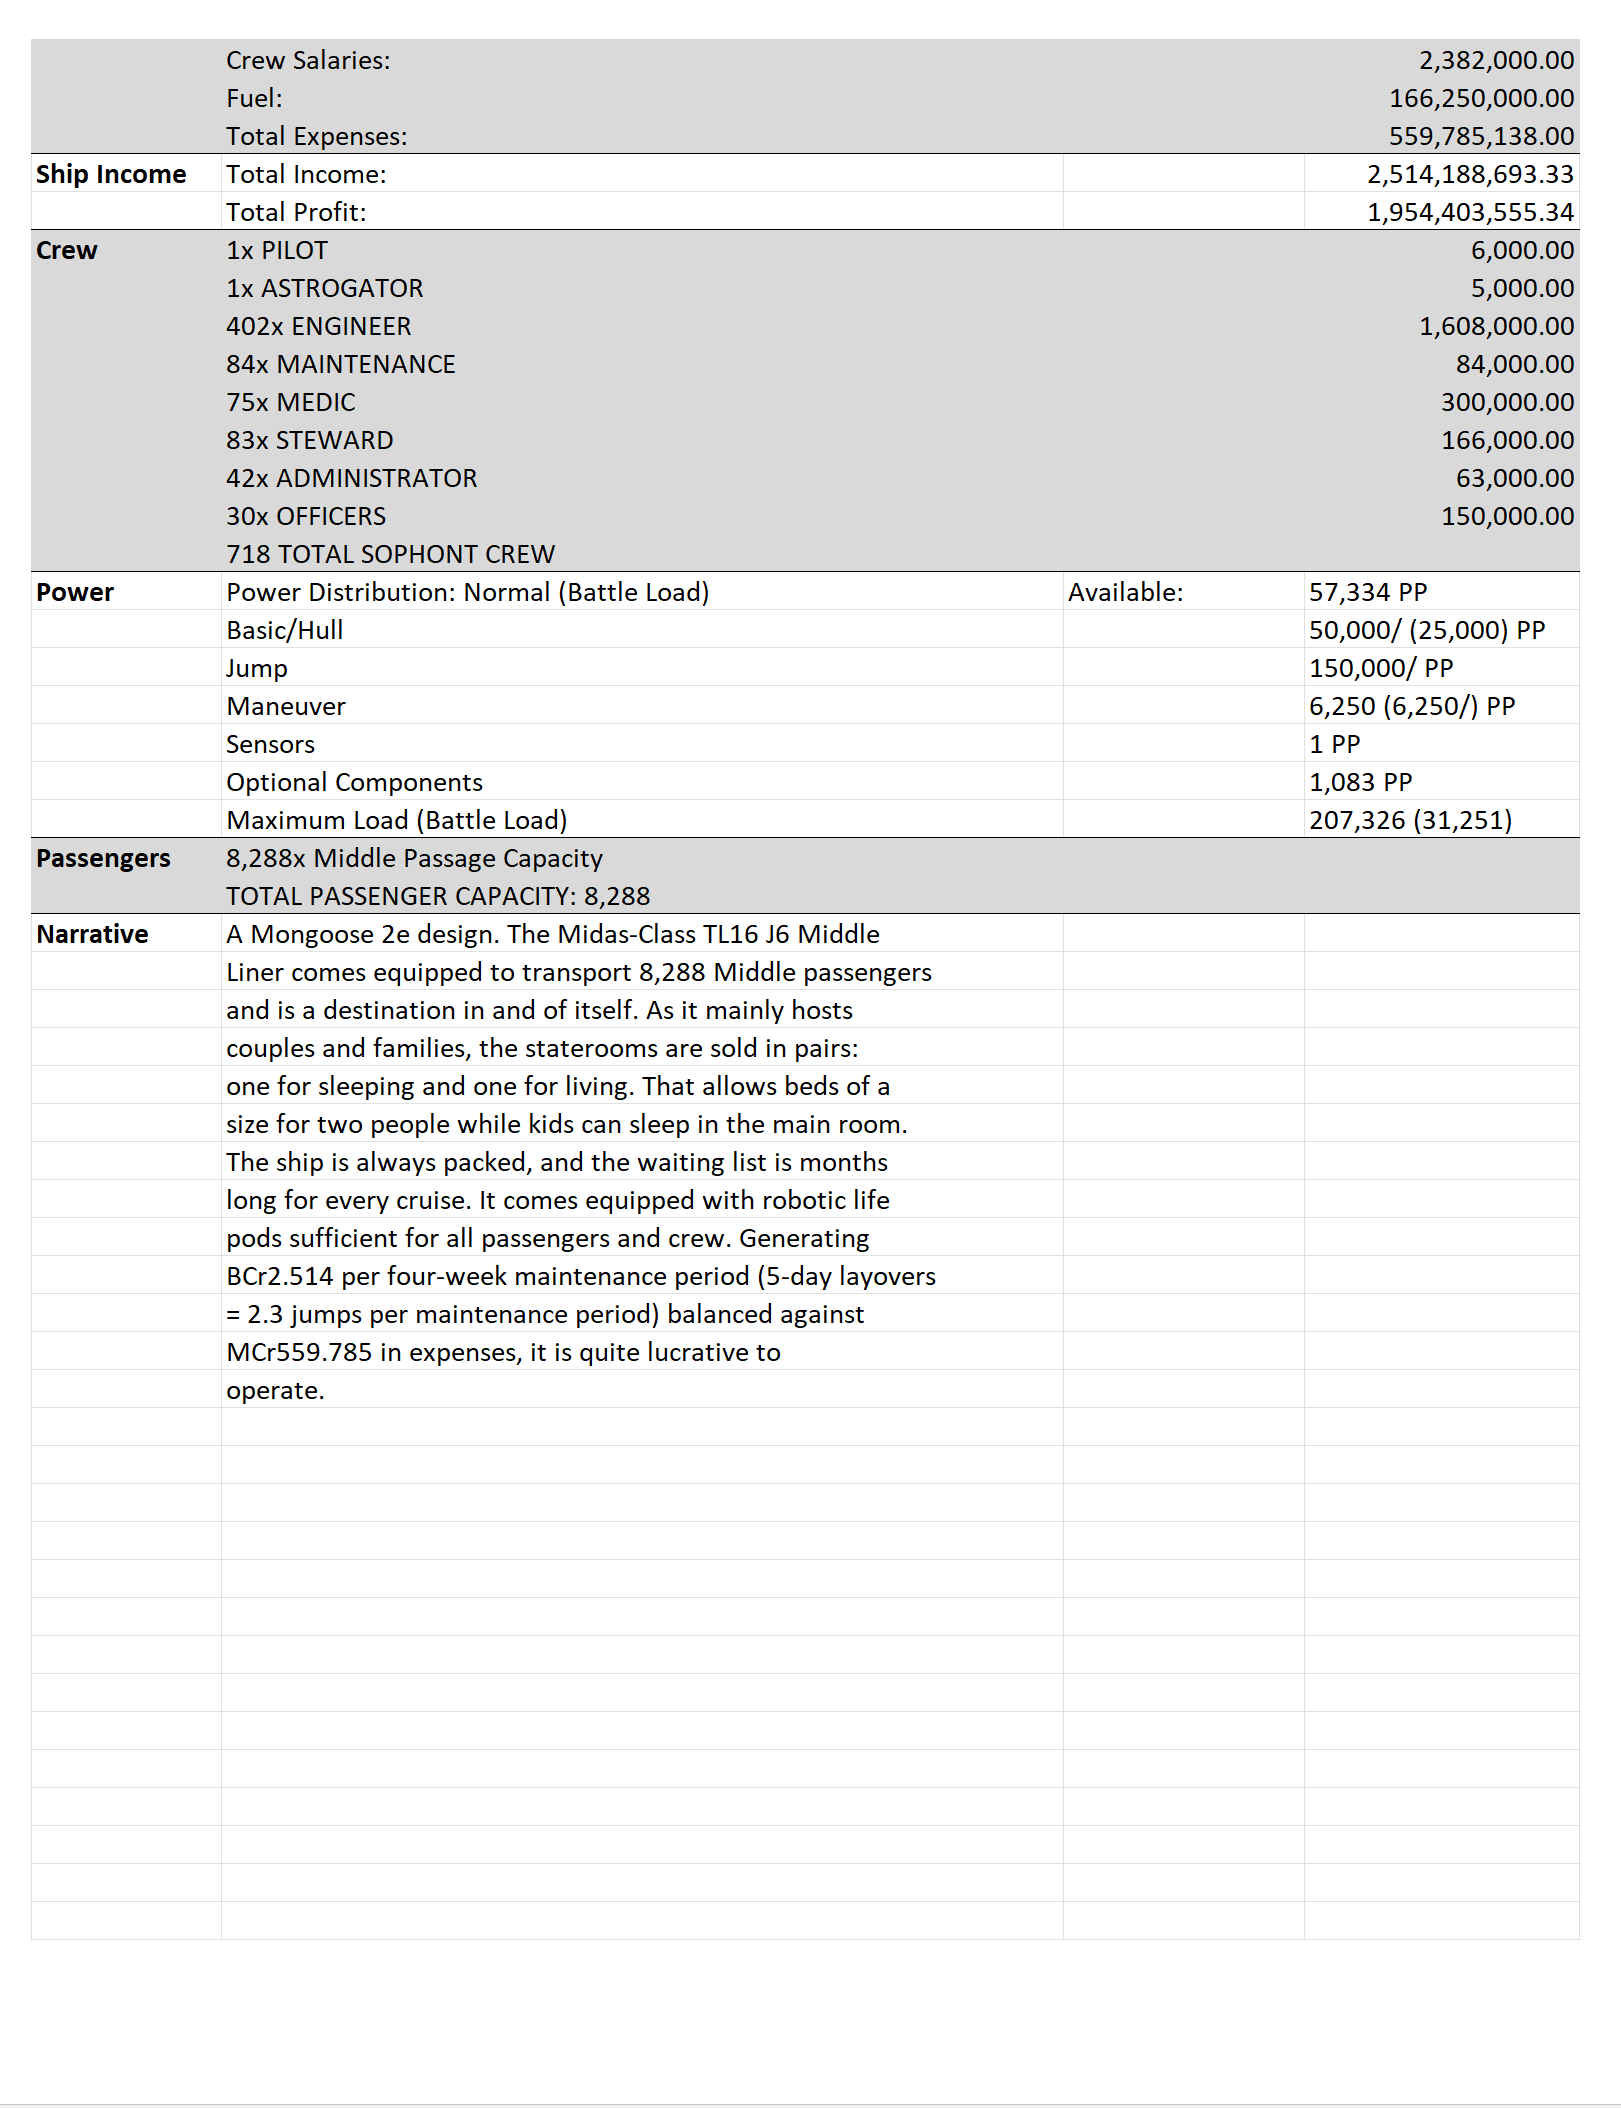 Crew Salaries: 2,382,000.00
Fuel: 166,250,000.00
Total Expenses: 559,785,138.00
Ship Income Total Income: 2,514,188,693.33
Total Profit: 1,954,403,555.34
Crew 1x PILOT 6,000.00
1x ASTROGATOR 5,000.00
402x ENGINEER 1,608,000.00
84x MAINTENANCE 84,000.00
75x MEDIC 300,000.00
83x STEWARD 166,000.00
42x ADMINISTRATOR 63,000.00
30x OFFICERS 150,000.00
718 TOTAL SOPHONT CREW
Power Power Distribution: Normal (Battle Load) Available: 57,334 PP
Basic/Hull 50,000/ (25,000) PP
Jump 150,000/ PP
Maneuver 6,250 (6,250/) PP
Sensors 1 PP
Optional Components 1,083 PP
Maximum Load (Battle Load) 207,326 (31,251)
Passengers 8,288x Middle Passage Capacity
TOTAL PASSENGER CAPACITY: 8,288
Narrative A Mongoose 2e design. The Midas-Class TL16 J6 Middle
Liner comes equipped to transport 8,288 Middle passengers
and is a destination in and of itself. As it mainly hosts
couples and families, the staterooms are sold in pairs:
one for sleeping and one for living. That allows beds of a
size for two people while kids can sleep in the main room.
The ship is always packed, and the waiting list is months
long for every cruise. It comes equipped with robotic life
pods sufficient for all passengers and crew. Generating
BCr2.514 per four-week maintenance period (5-day layovers
= 2.3 jumps per maintenance period) balanced against
MCr559.785 in expenses, it is quite lucrative to
operate.